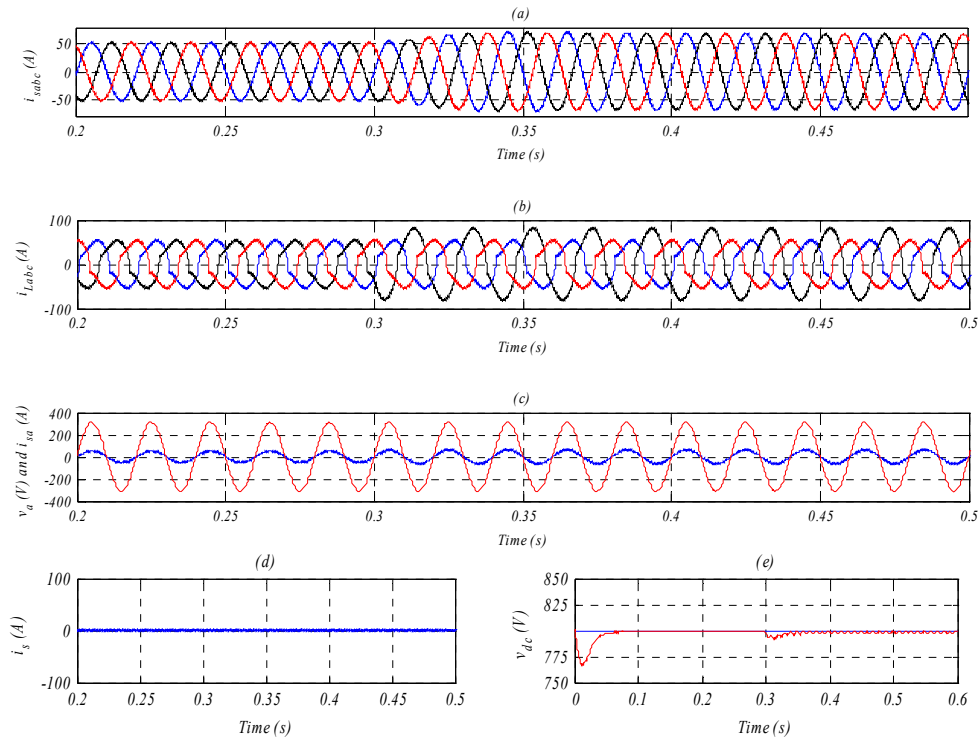 (a)
i_sabc (A)
50
0
-50
0.2 0.25 0.3 0.35 0.4 0.45
Time (s)
(b)
i_Labc (A)
100
0
-100
0.2 0.25 0.3 0.35 0.4 0.45 0.5
Time (s)
(c)
v_a (V) and i_sa (A)
400
200
0
-200
-400
0.2 0.25 0.3 0.35 0.4 0.45 0.5
Time (s)
(d)
i_s (A)
100
0
-100
0.2 0.25 0.3 0.35 0.4 0.45 0.5
Time (s)
(e)
v_dc (V)
850
825
775
750
0 0.1 0.2 0.3 0.4 0.5 0.6
Time (s)